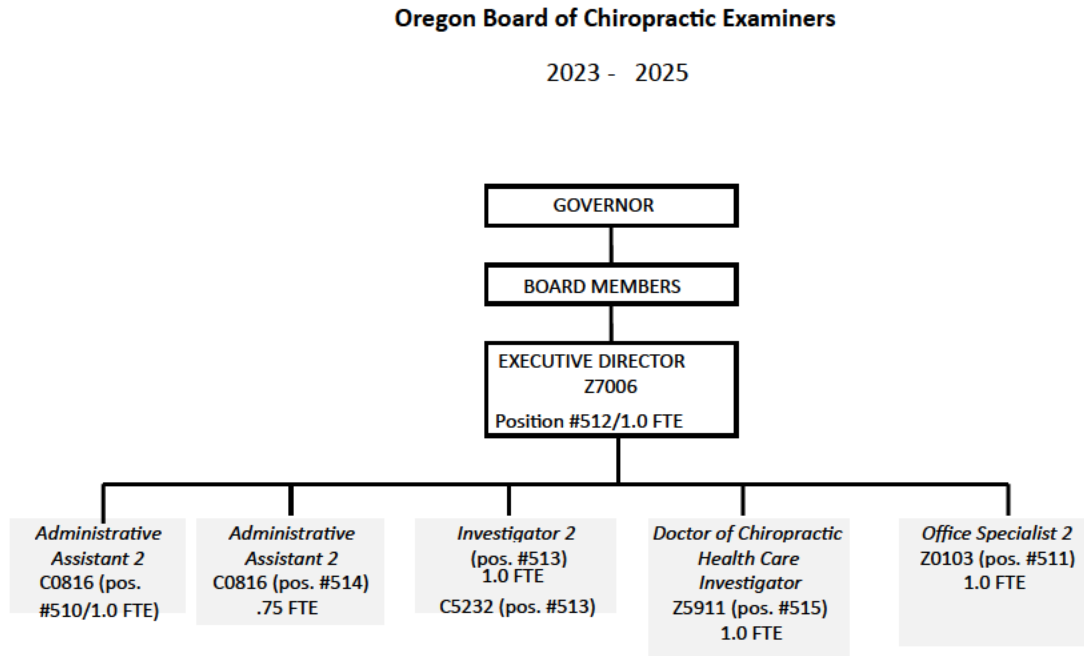 Oregon Board of Chiropractic Examiners
2023 - 2025
GOVERNOR
BOARD MEMBERS
EXECUTIVE DIRECTOR
Z7006
Position #512/1.0 FTE
Administrative
Assistant 2
C0816 (pos.
#510/1.0 FTE)
Administrative
Assistant 2
C0816 (pos. #514)
.75 FTE
Investigator 2
(pos. #513)
1.0 FTE
C5232 (pos. #513)
Doctor of Chiropractic
Health Care
Investigator
Z5911 (pos. #515)
1.0 FTE
Office Specialist 2
Z0103 (pos. #511)
1.0 FTE